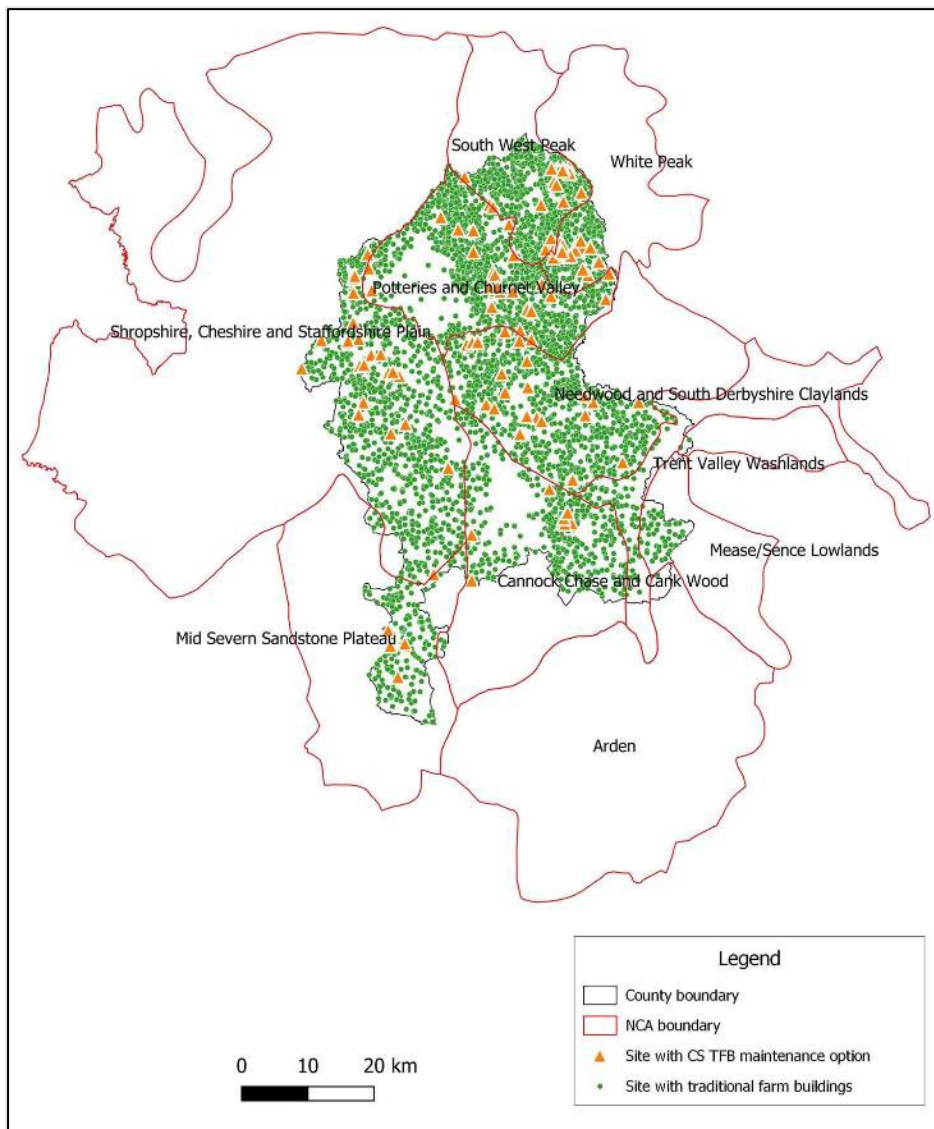 South West Peak
White Peak
Potteries and Churnet Valley
Shropshire, Cheshire and Staffordshire Plain
Needwood and South Derbyshire Claylands
Trent Valley Washlands
Mease/Sence Lowlands
Cannock Chase and Cank Wood
Mid Severn Sandstone Plateau
Arden
Legend
County boundary
NCA boundary
Site with CS TFB maintenance option
Site with traditional farm buildings
0 10 20 km